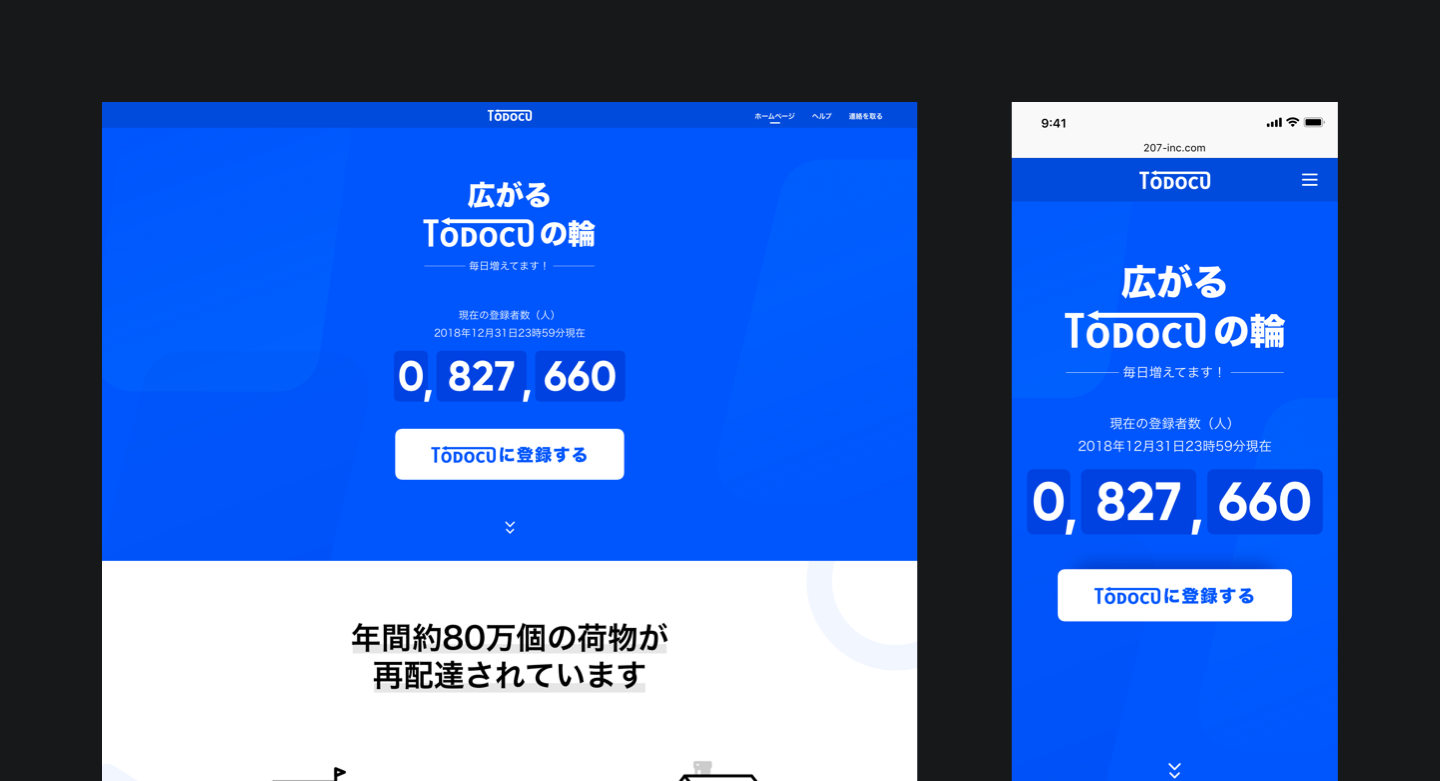 TODOCU
ホームページ ヘルプ 連絡を取る
広がる
TODOCUの輪
毎日増えてます！
現在の登録者数（人）
2018年12月31日23時59分現在
0,827,660
TODOCUに登録する
年間約80万個の荷物が
再配達されています
9:41
207-inc.com
TODOCU
広がる
TODOCUの輪
毎日増えてます！
現在の登録者数（人）
2018年12月31日23時59分現在
0,827,660
TODOCUに登録する